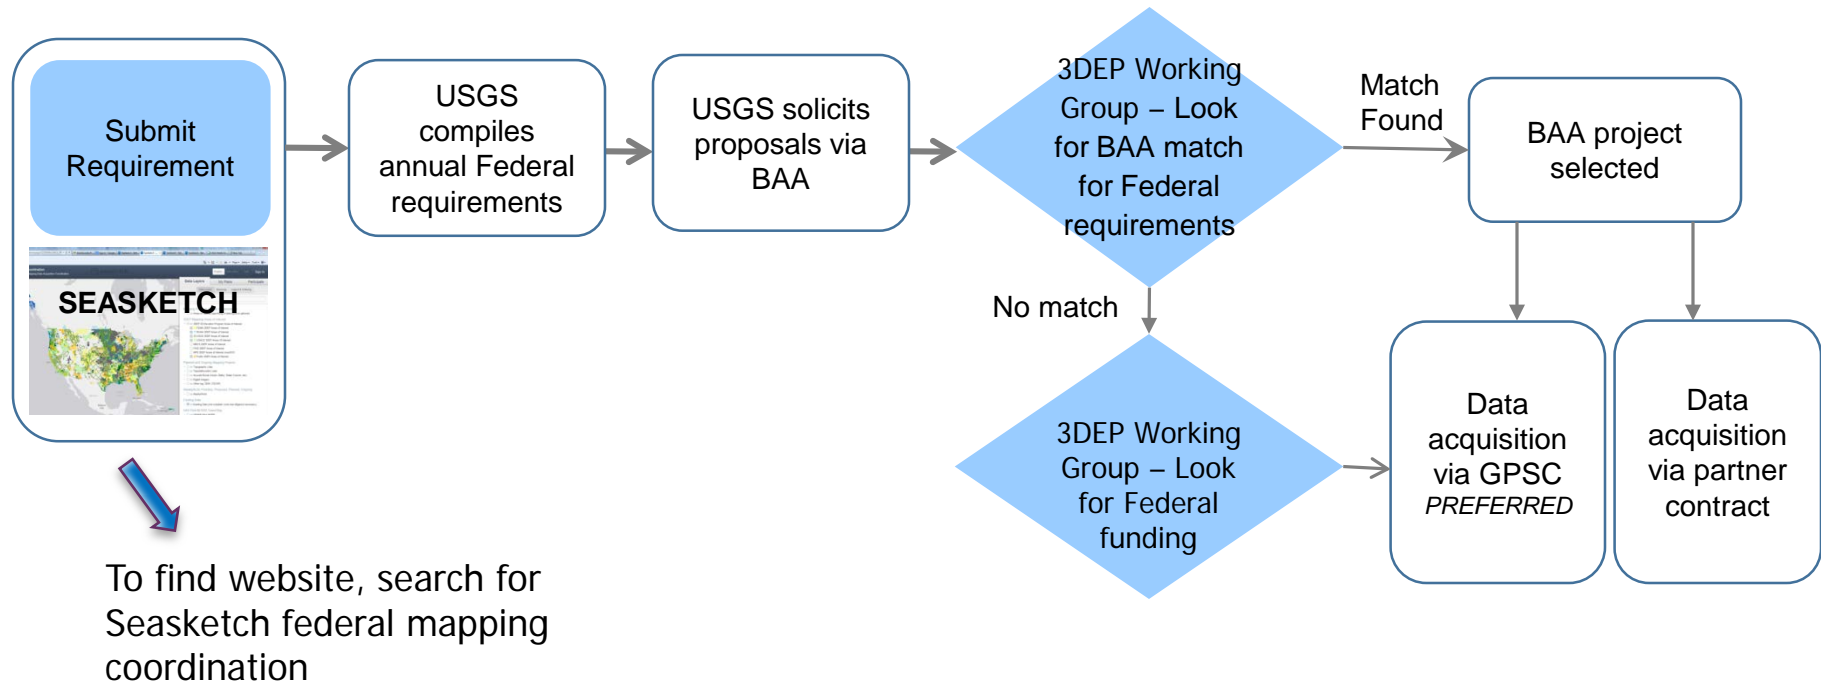 Submit
Requirement
SEASKETCH
To find website, search for
Seasketch federal mapping
coordination
USGS
compiles
annual Federal
requirements
USGS solicits
proposals via
BAA
3DEP Working
Group – Look
for BAA match
for Federal
requirements
Match
Found
BAA project
selected
No match
3DEP Working
Group – Look
for Federal
funding
Data
acquisition
via GPSC
PREFERRED
Data
acquisition
via partner
contract